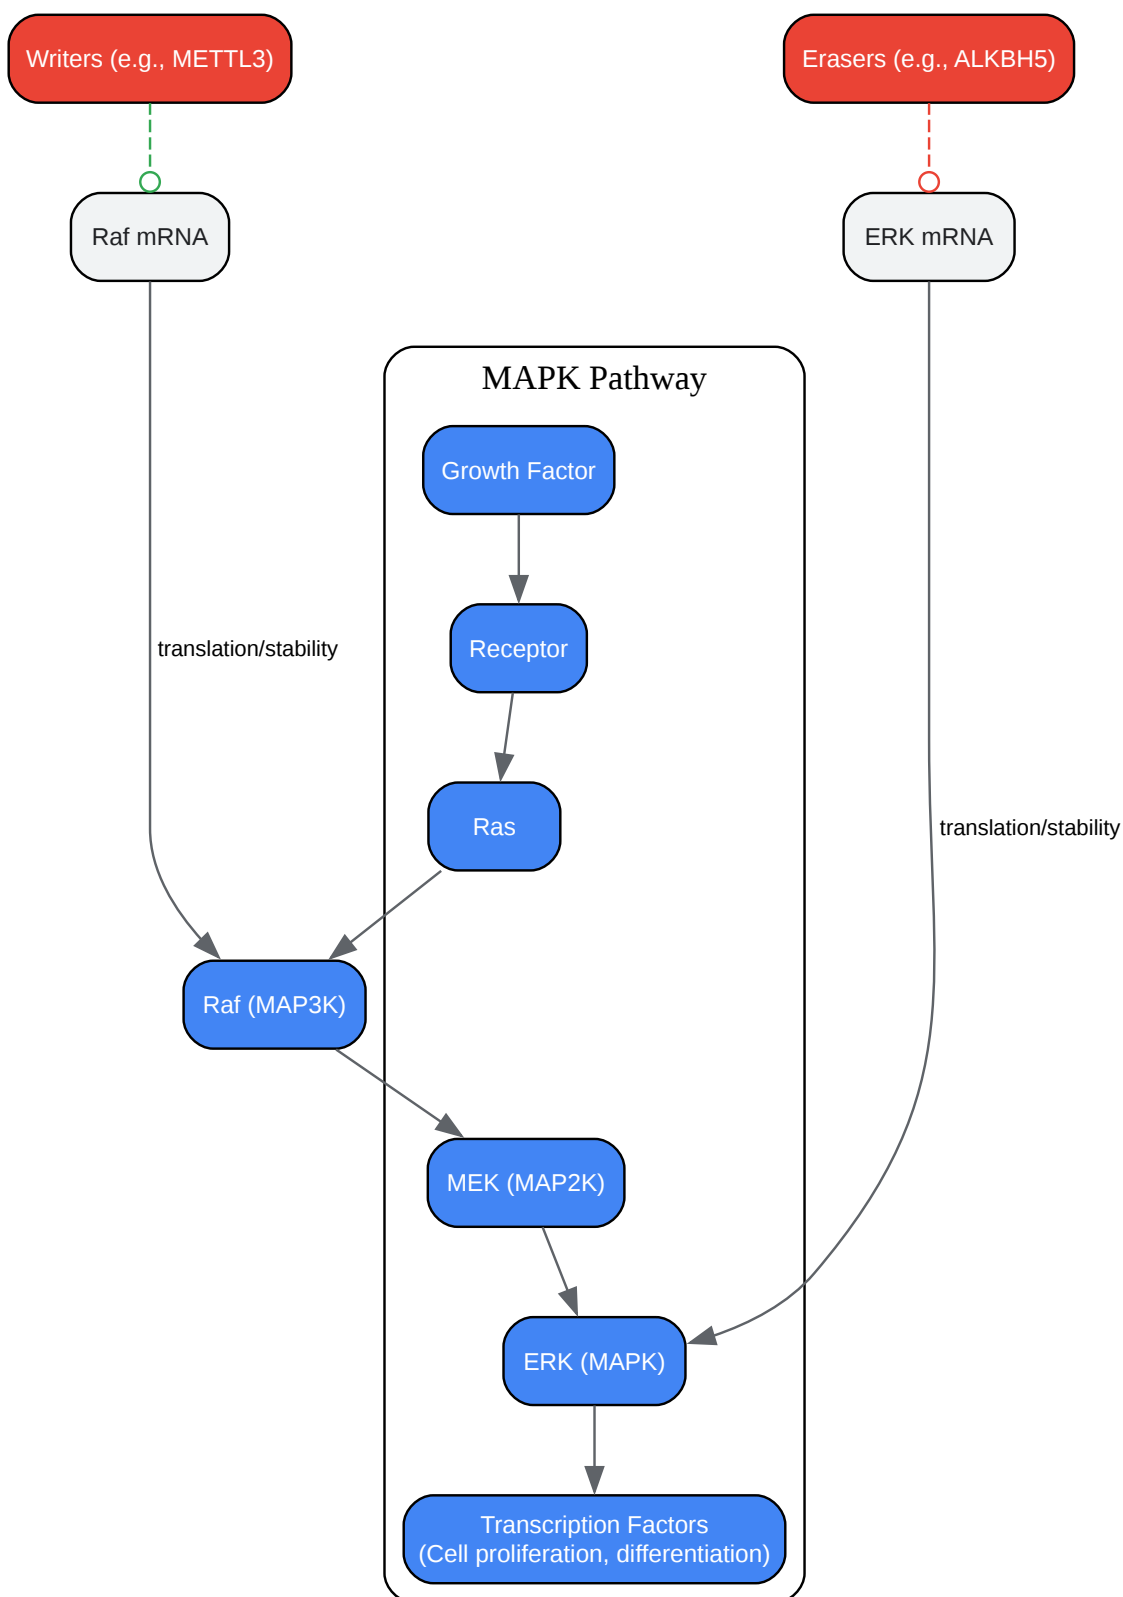 Writers (e.g., METTL3)
Erasers (e.g., ALKBH5)
Raf mRNA
ERK mRNA
MAPK Pathway
Growth Factor
Receptor
translation/stability
Ras
translation/stability
Raf (MAP3K)
MEK (MAP2K)
ERK (MAPK)
Transcription Factors
(Cell proliferation, differentiation)